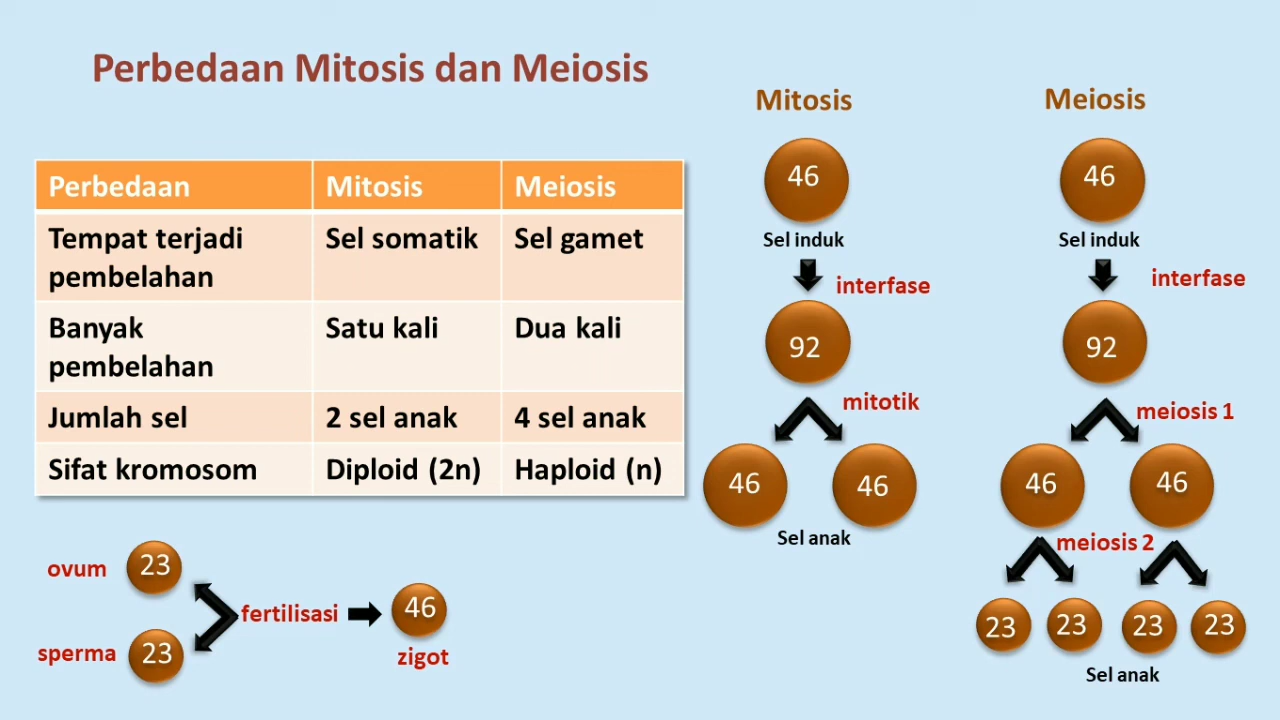 Perbedaan Mitosis dan Meiosis
Perbedaan Mitosis Meiosis
Tempat terjadi pembelahan Sel somatik Sel gamet
Banyak pembelahan Satu kali Dua kali
Jumlah sel 2 sel anak 4 sel anak
Sifat kromosom Diploid (2n) Haploid (n)
ovum 23
sperma 23
fertilisasi
46
zigot
Mitosis
46
Sel induk
interfase
92
mitotik
46 46
Sel anak
Meiosis
46
Sel induk
interfase
92
meiosis 1
46 46
meiosis 2
23 23 23 23
Sel anak